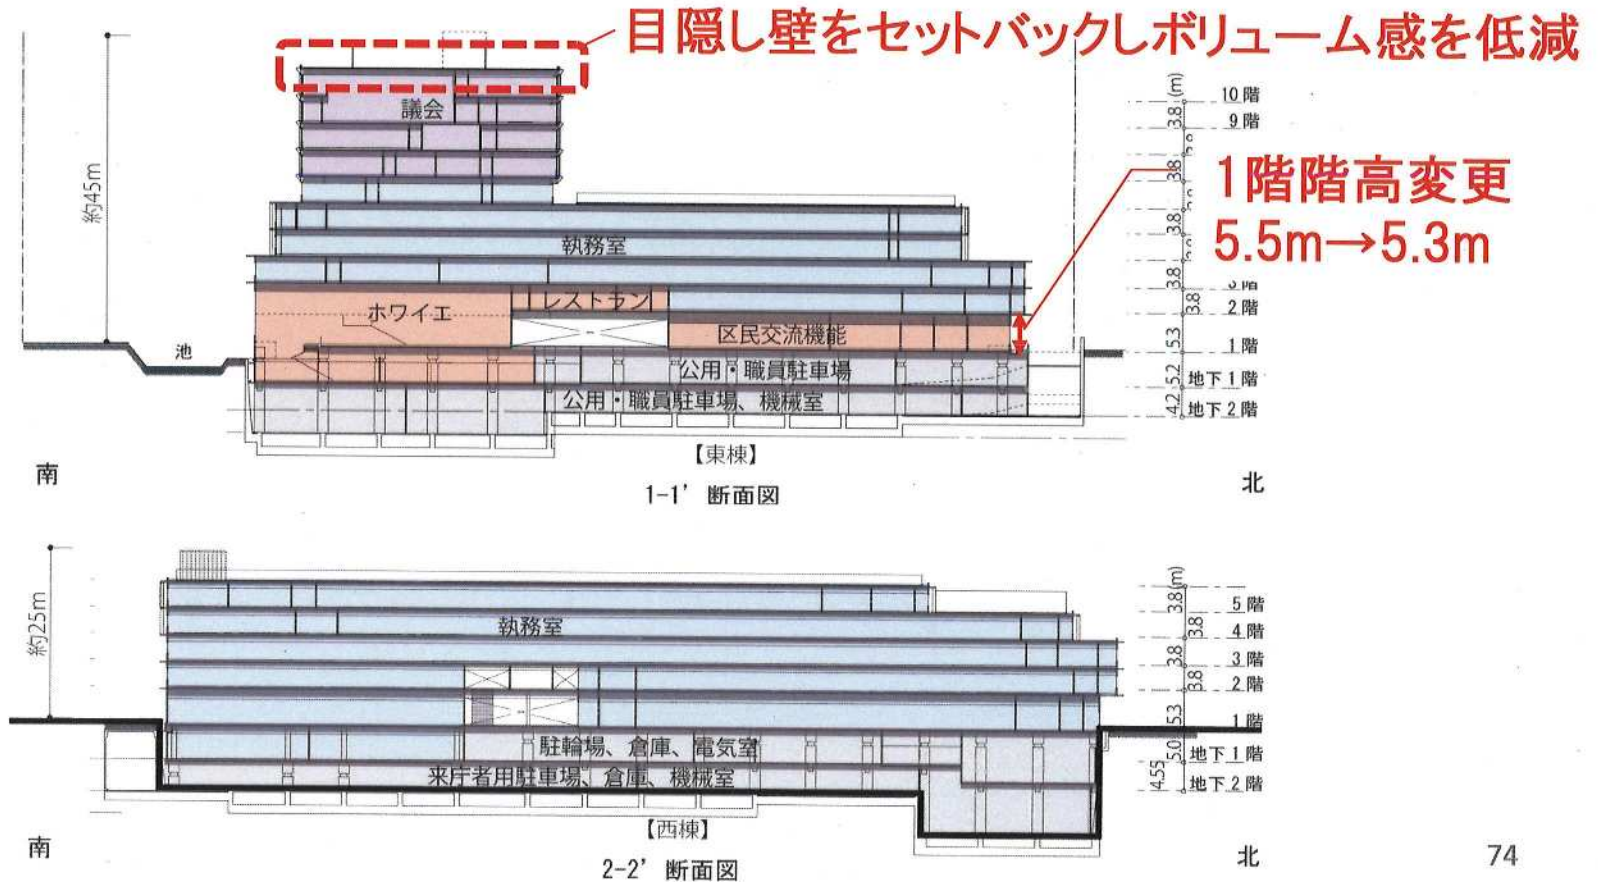 目隠し壁をセットバックしボリューム感を低減
約45m
議会
執務室
レストラン
ホワイエ
区民交流機能
池
公用・職員駐車場
公用・職員駐車場、機械室
(m)
10階
3.8
9階
3.8
1階階高変更
5.5m→5.3m
3.8
3.8
3階
3.8
2階
5.3
1階
5.2
地下1階
4.2
地下2階
【東棟】
南
1-1’ 断面図
北
約25m
執務室
駐輪場、倉庫、電気室
来庁者用駐車場、倉庫、機械室
(m)
3.8
5階
3.8
4階
3.8
3階
3.8
2階
5.3
1階
5.0
地下1階
4.55
地下2階
【西棟】
南
2-2’ 断面図
北
74